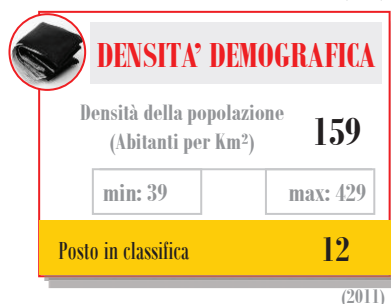 DENSITA’ DEMOGRAFICA
Densità della popolazione
(Abitanti per Km²)
159
min: 39
max: 429
Posto in classifica
12
(2011)